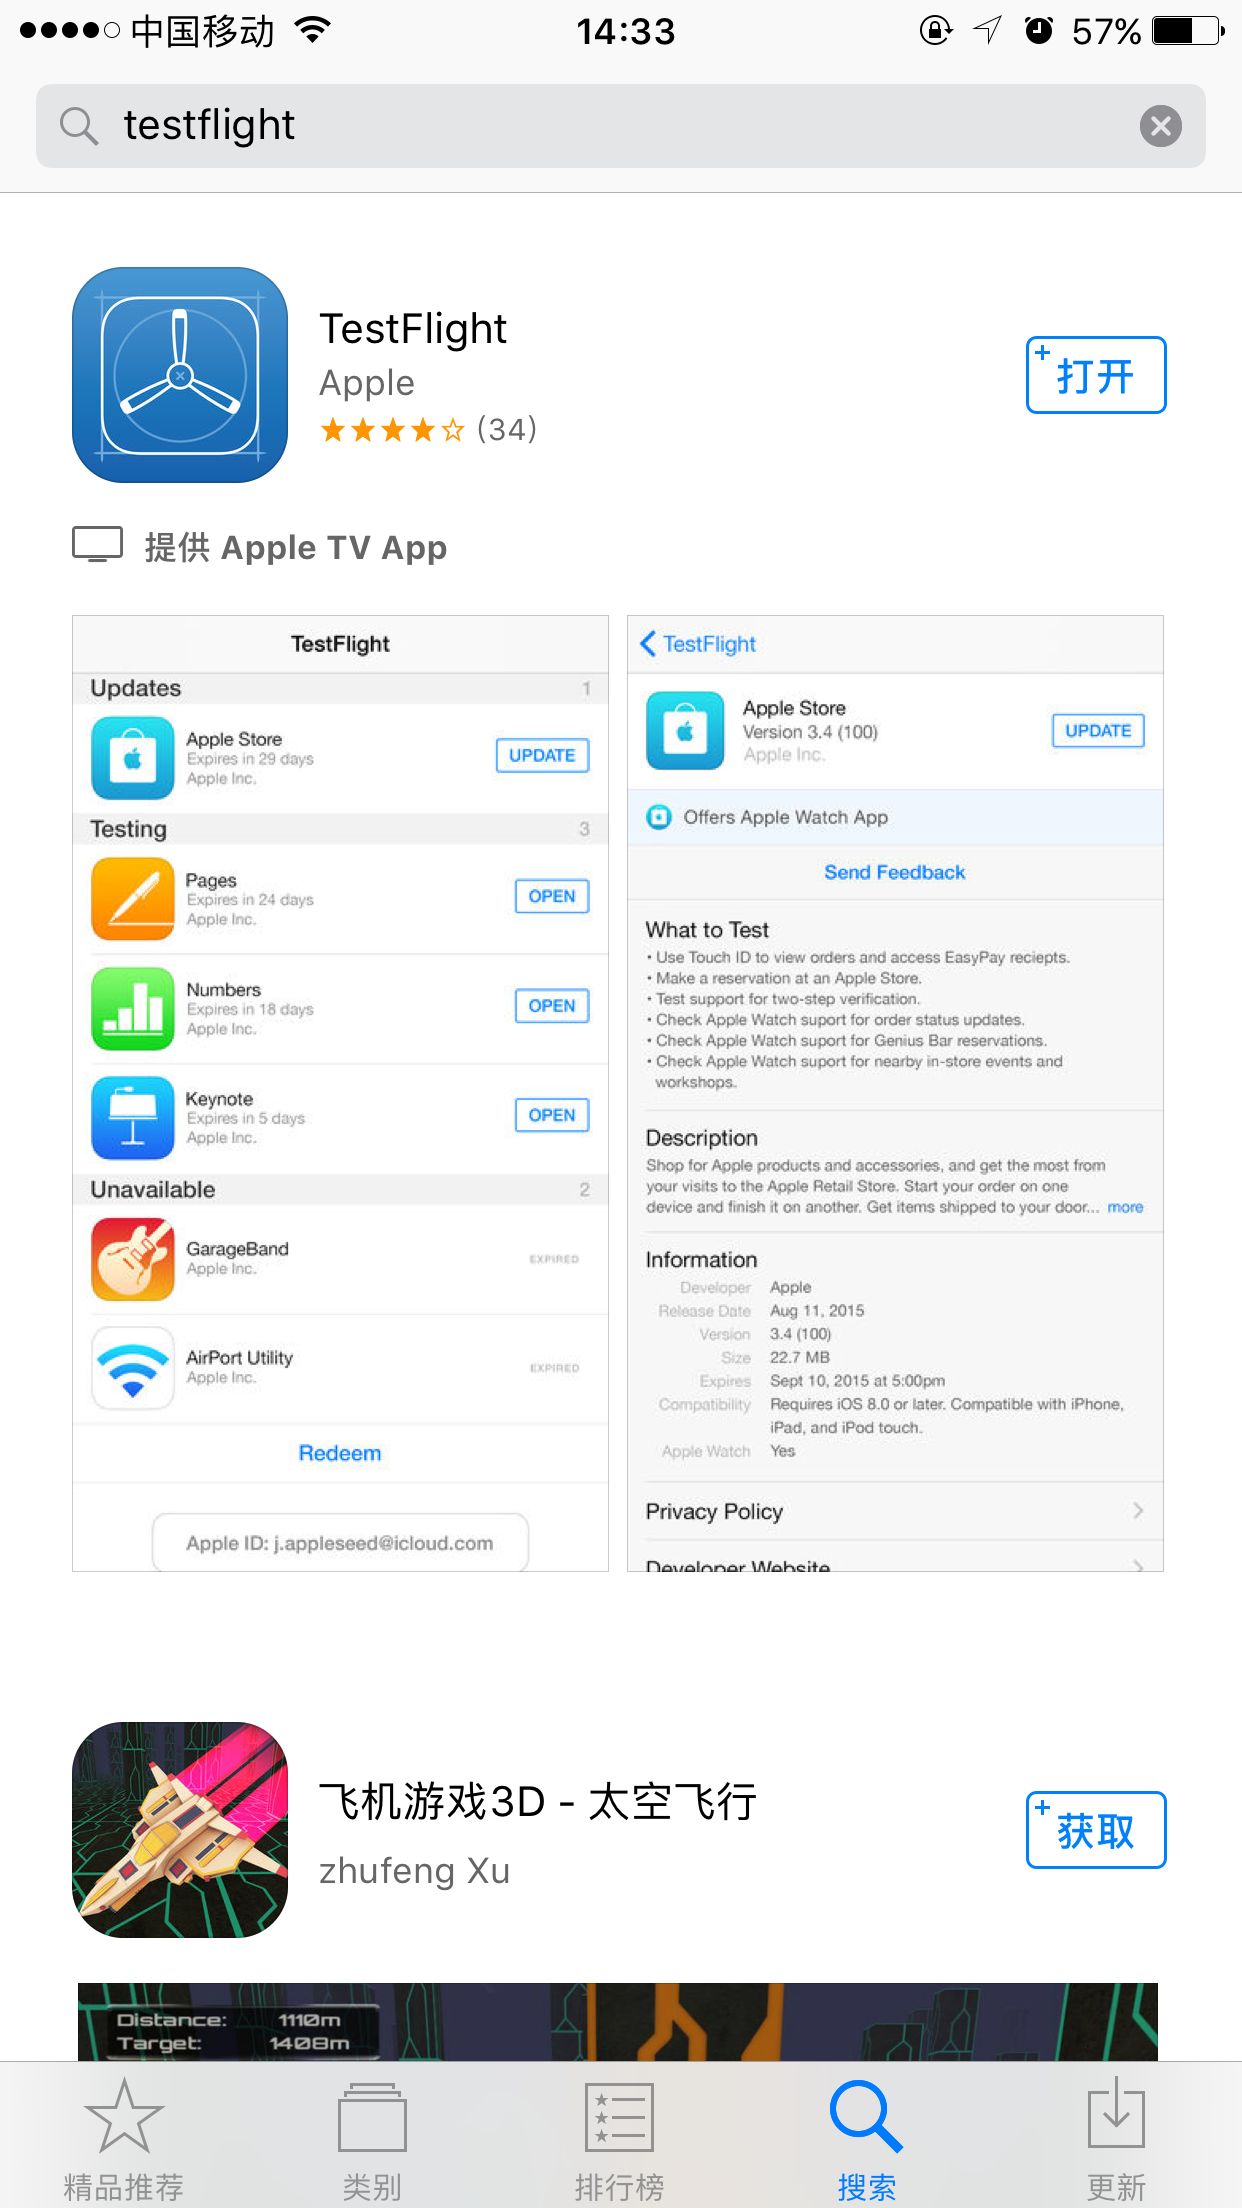 中国移动 14:33 57%
testflight
TestFlight
Apple
(34)
打开
提供 Apple TV App
TestFlight
Updates 1
Apple Store
Expires in 29 days
Apple Inc.
UPDATE
Testing 3
Pages
Expires in 24 days
Apple Inc.
OPEN
Numbers
Expires in 18 days
Apple Inc.
OPEN
Keynote
Expires in 5 days
Apple Inc.
OPEN
Unavailable 2
GarageBand
Apple Inc.
EXPIRED
AirPort Utility
Apple Inc.
EXPIRED
Redeem
Apple ID: j.appleseed@icloud.com
TestFlight
Apple Store
Version 3.4 (100)
Apple Inc.
UPDATE
Offers Apple Watch App
Send Feedback
What to Test
• Use Touch ID to view orders and access EasyPay reciepts.
• Make a reservation at an Apple Store.
• Test support for two-step verification.
• Check Apple Watch suport for order status updates.
• Check Apple Watch suport for Genius Bar reservations.
• Check Apple Watch suport for nearby in-store events and
workshops.
Description
Shop for Apple products and accessories, and get the most from
your visits to the Apple Retail Store. Start your order on one
device and finish it on another. Get items shipped to your door... more
Information
Developer Apple
Release Date Aug 11, 2015
Version 3.4 (100)
Size 22.7 MB
Expires Sept 10, 2015 at 5:00pm
Compatibility Requires iOS 8.0 or later. Compatible with iPhone,
iPad, and iPod touch.
Apple Watch Yes
Privacy Policy
Developer Website
飞机游戏3D - 太空飞行
zhufeng Xu
获取
Distance: 1110m
Target: 1408m
精品推荐 类别 排行榜 搜索 更新